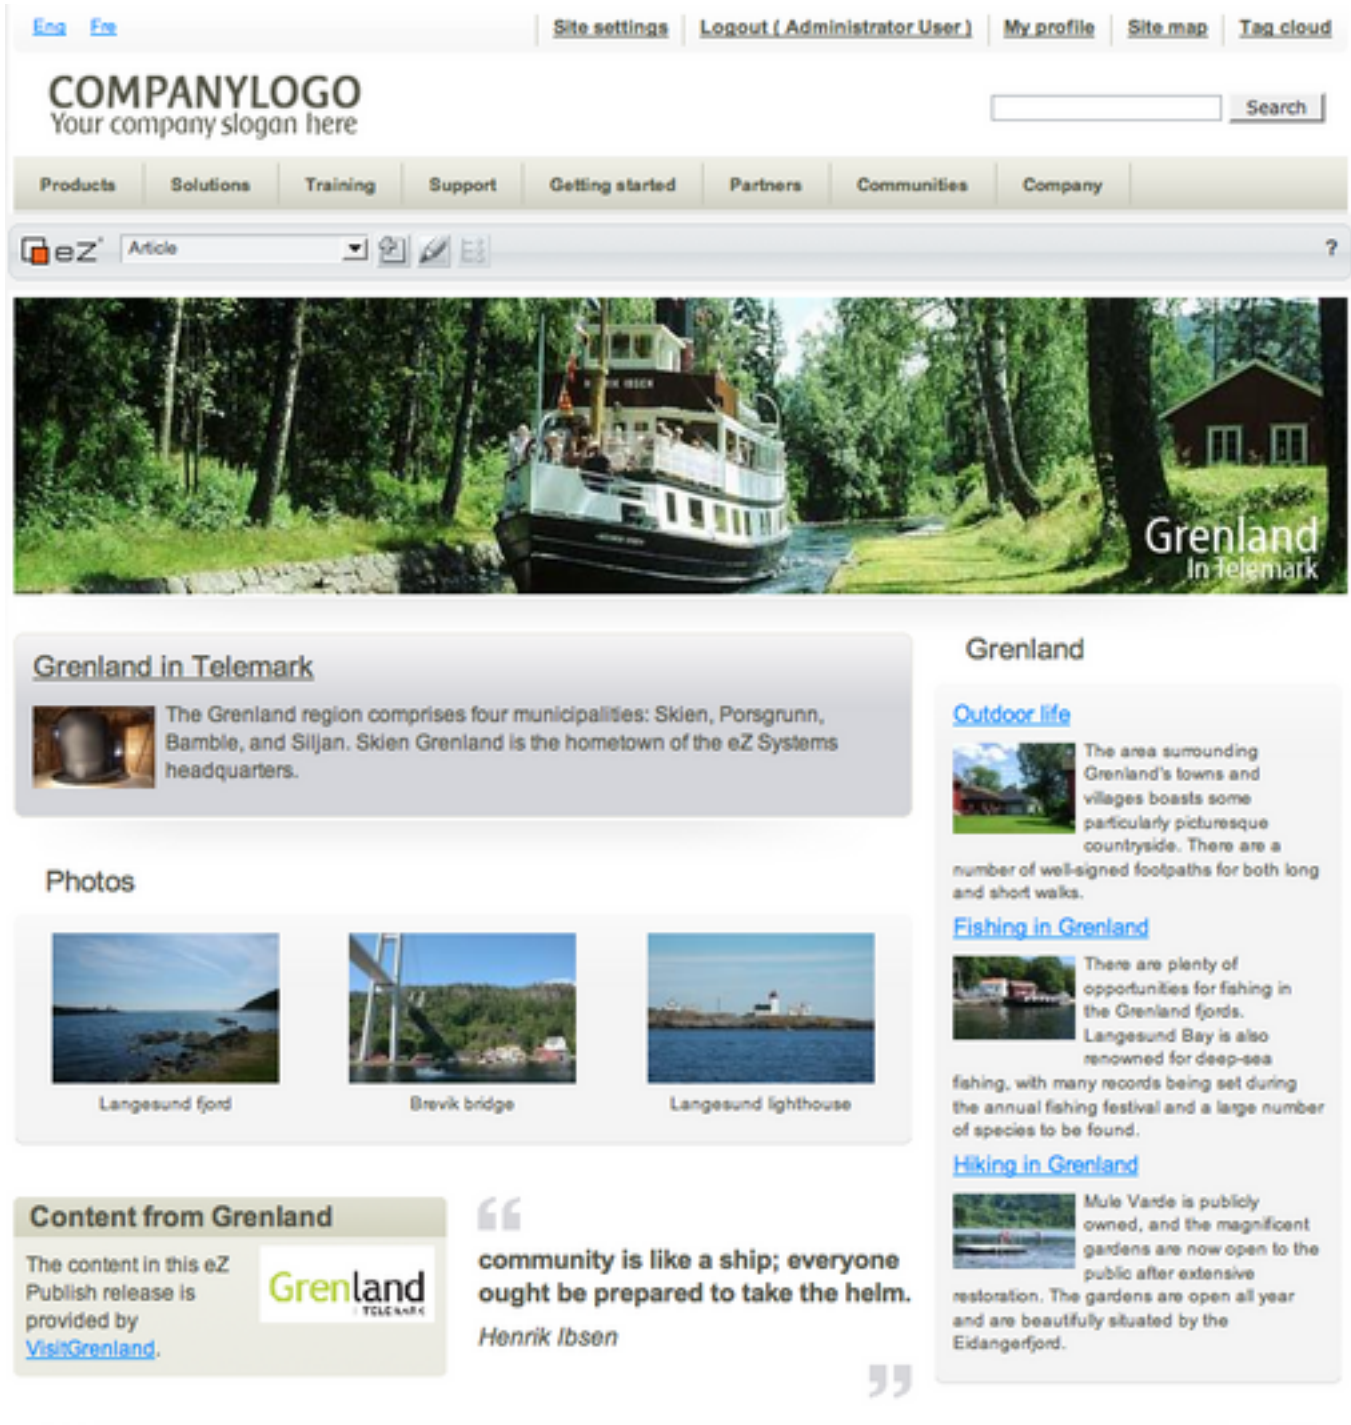 Eng Fre Site settings Logout ( Administrator User ) My profile Site map Tag cloud
COMPANYLOGO
Your company slogan here
Search
Products Solutions Training Support Getting started Partners Communities Company
eZ Article ?
HENRIK IBSEN
Grenland
In Telemark
Grenland in Telemark
The Grenland region comprises four municipalities: Skien, Porsgrunn,
Bamble, and Siljan. Skien Grenland is the hometown of the eZ Systems
headquarters.
Photos
Langesund fjord
Brevik bridge
Langesund lighthouse
Content from Grenland
The content in this eZ
Publish release is
provided by
VisitGrenland.
Grenland
TELEMARK
community is like a ship; everyone
ought be prepared to take the helm.
Henrik Ibsen
Grenland
Outdoor life
The area surrounding
Grenland's towns and
villages boasts some
particularly picturesque
countryside. There are a
number of well-signed footpaths for both long
and short walks.
Fishing in Grenland
There are plenty of
opportunities for fishing in
the Grenland fjords.
Langesund Bay is also
renowned for deep-sea
fishing, with many records being set during
the annual fishing festival and a large number
of species to be found.
Hiking in Grenland
Mule Varde is publicly
owned, and the magnificent
gardens are now open to the
public after extensive
restoration. The gardens are open all year
and are beautifully situated by the
Eidangerfjord.